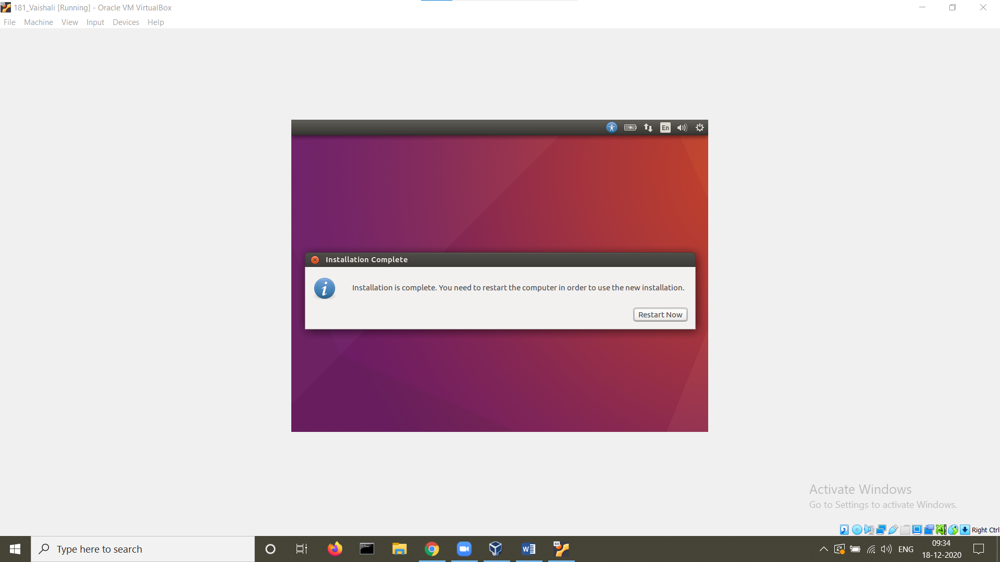 181_Vaishali [Running] - Oracle VM VirtualBox
File Machine View Input Devices Help
En
Installation Complete
Installation is complete. You need to restart the computer in order to use the new installation.
Restart Now
Activate Windows
Go to Settings to activate Windows.
Right Ctrl
Type here to search
W
64
ENG
09:34
18-12-2020